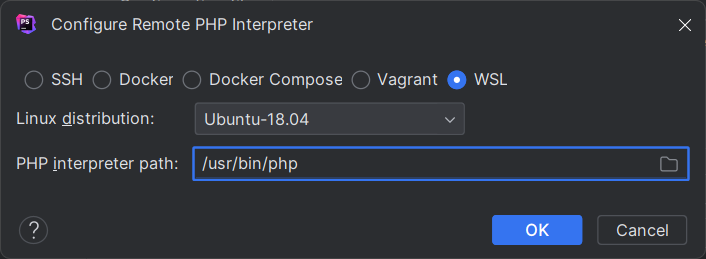 PS
Configure Remote PHP Interpreter
SSH Docker Docker Compose Vagrant WSL
Linux distribution: Ubuntu-18.04
PHP interpreter path: /usr/bin/php
? OK Cancel